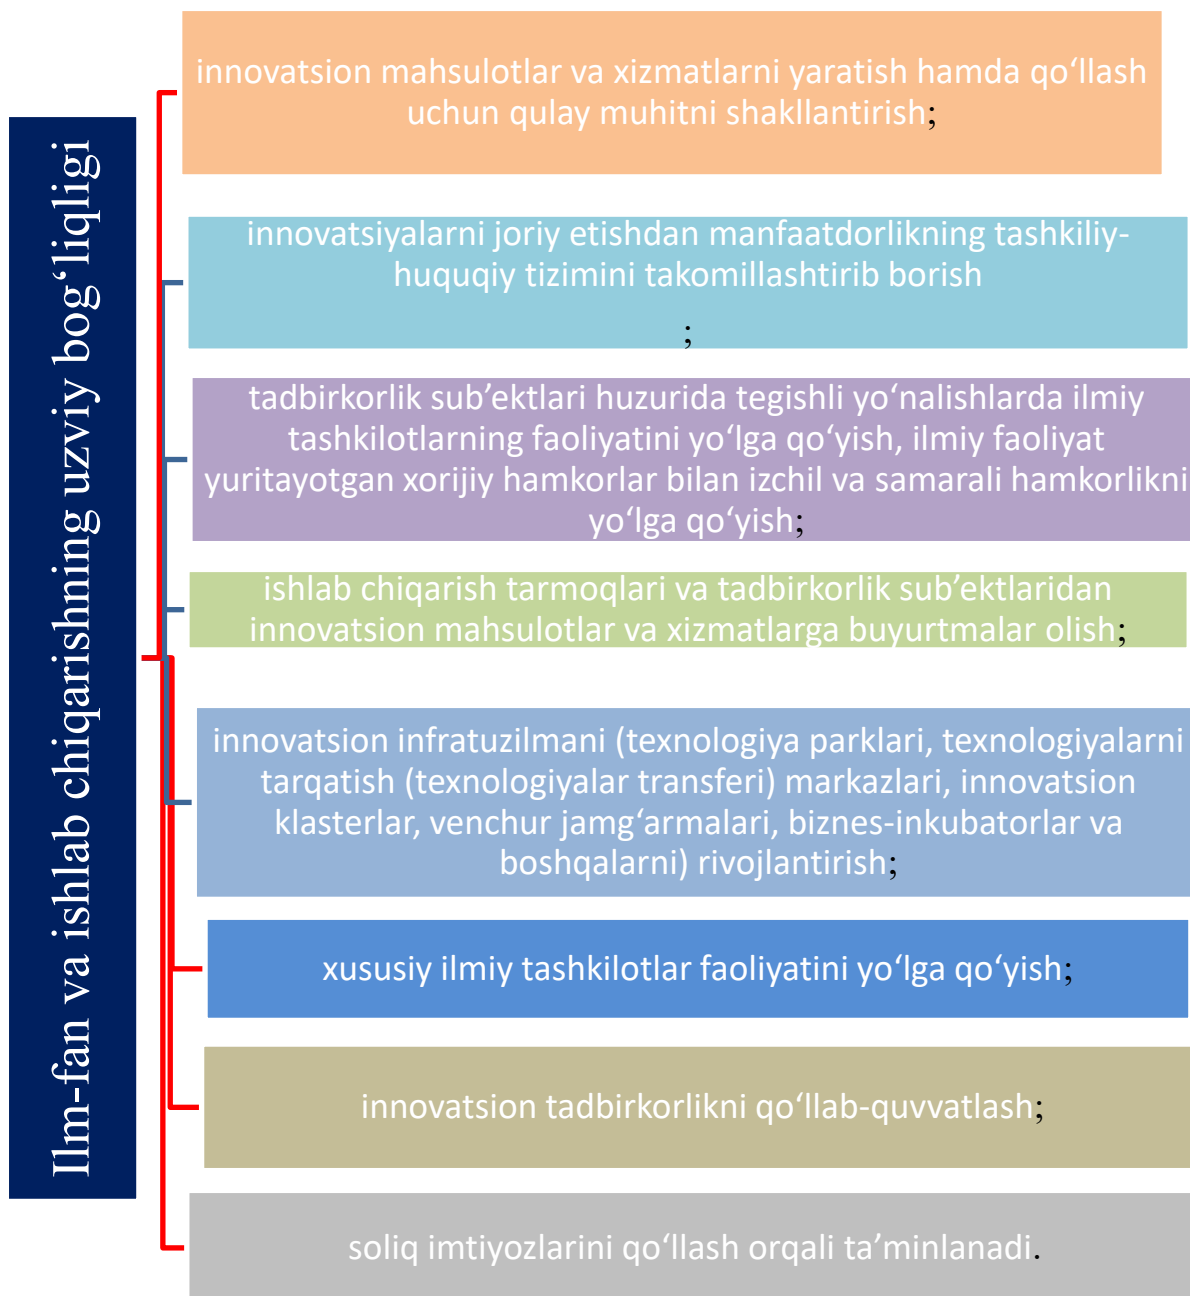 Ilm-fan va ishlab chiqarishning uzviy bog‘liqligi
innovatsion mahsulotlar va xizmatlarni yaratish hamda qo‘llash
uchun qulay muhitni shakllantirish;
innovatsiyalarni joriy etishdan manfaatdorlikning tashkiliy-
huquqiy tizimini takomillashtirib borish
;
tadbirkorlik sub’ektlari huzurida tegishli yo‘nalishlarda ilmiy
tashkilotlarning faoliyatini yo‘lga qo‘yish, ilmiy faoliyat
yuritayotgan xorijiy hamkorlar bilan izchil va samarali hamkorlikni
yo‘lga qo‘yish;
ishlab chiqarish tarmoqlari va tadbirkorlik sub’ektlaridan
innovatsion mahsulotlar va xizmatlarga buyurtmalar olish;
innovatsion infratuzilmani (texnologiya parklari, texnologiyalarni
tarqatish (texnologiyalar transferi) markazlari, innovatsion
klasterlar, venchur jamg‘armalari, biznes-inkubatorlar va
boshqalarni) rivojlantirish;
xususiy ilmiy tashkilotlar faoliyatini yo‘lga qo‘yish;
innovatsion tadbirkorlikni qo‘llab-quvvatlash;
soliq imtiyozlarini qo‘llash orqali ta’minlanadi.